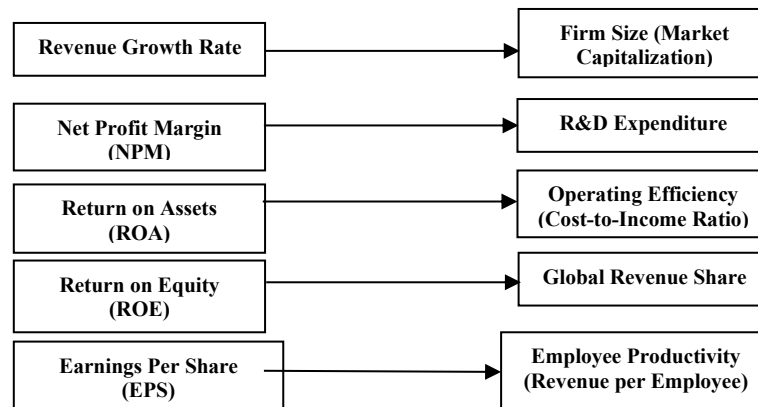 Revenue Growth Rate
Firm Size (Market
Capitalization)
Net Profit Margin
(NPM)
R&D Expenditure
Return on Assets
(ROA)
Operating Efficiency
(Cost-to-Income Ratio)
Return on Equity
(ROE)
Global Revenue Share
Earnings Per Share
(EPS)
Employee Productivity
(Revenue per Employee)